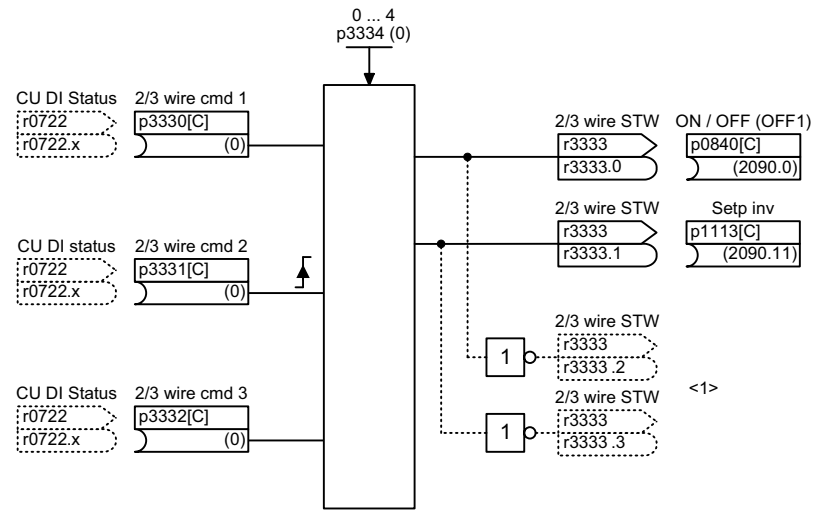 0 ... 4
p3334 (0)
CU DI Status 2/3 wire cmd 1
r0722 p3330[C]
r0722.x (0)
2/3 wire STW ON / OFF (OFF1)
r3333 p0840[C]
r3333.0 (2090.0)
2/3 wire STW Setp inv
r3333 p1113[C]
r3333.1 (2090.11)
CU DI status 2/3 wire cmd 2
r0722 p3331[C]
r0722.x (0)
2/3 wire STW
1 r3333
r3333 .2
<1>
CU DI Status 2/3 wire cmd 3
r0722 p3332[C]
r0722.x (0)
2/3 wire STW
1 r3333
r3333 .3